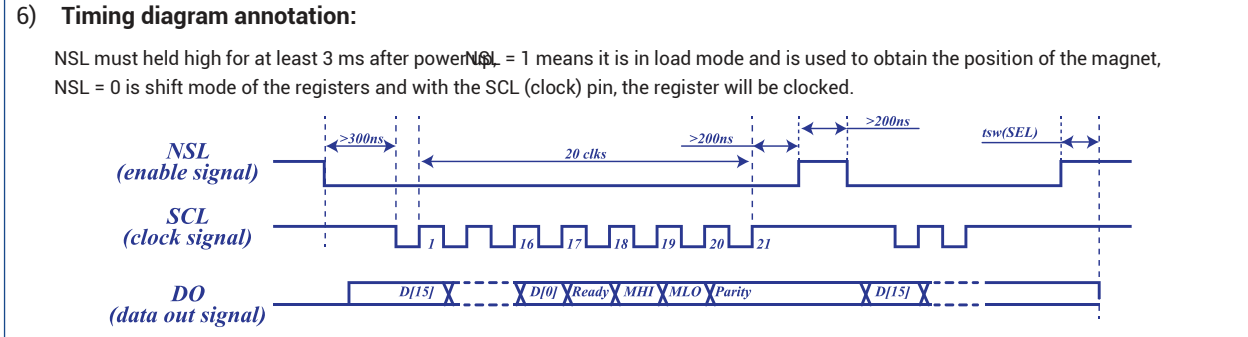 6) Timing diagram annotation:
NSL must held high for at least 3 ms after power up, NSL = 1 means it is in load mode and is used to obtain the position of the magnet,
NSL = 0 is shift mode of the registers and with the SCL (clock) pin, the register will be clocked.
>200ns
tsw(SEL)
>300ns
>200ns
NSL
20 clks
(enable signal)
SCL
(clock signal)
1 16 17 18 19 20 21
DO
D[15] D[0] Ready MHI MLO Parity D[15]
(data out signal)